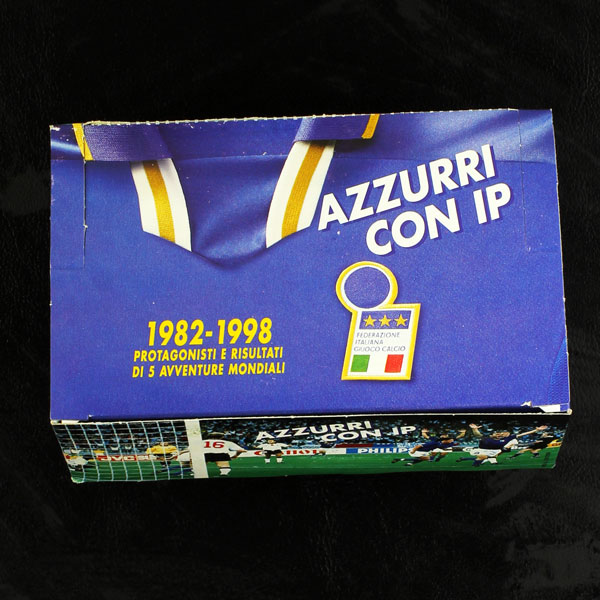 AZZURRI
CON IP
1982-1998
PROTAGONISTI E RISULTATI
DI 5 AVVENTURE MONDIALI
FEDERAZIONE
ITALIANA
GIUOCO CALCIO
AZZURRI
CON IP
16
Canon
PHILIPS